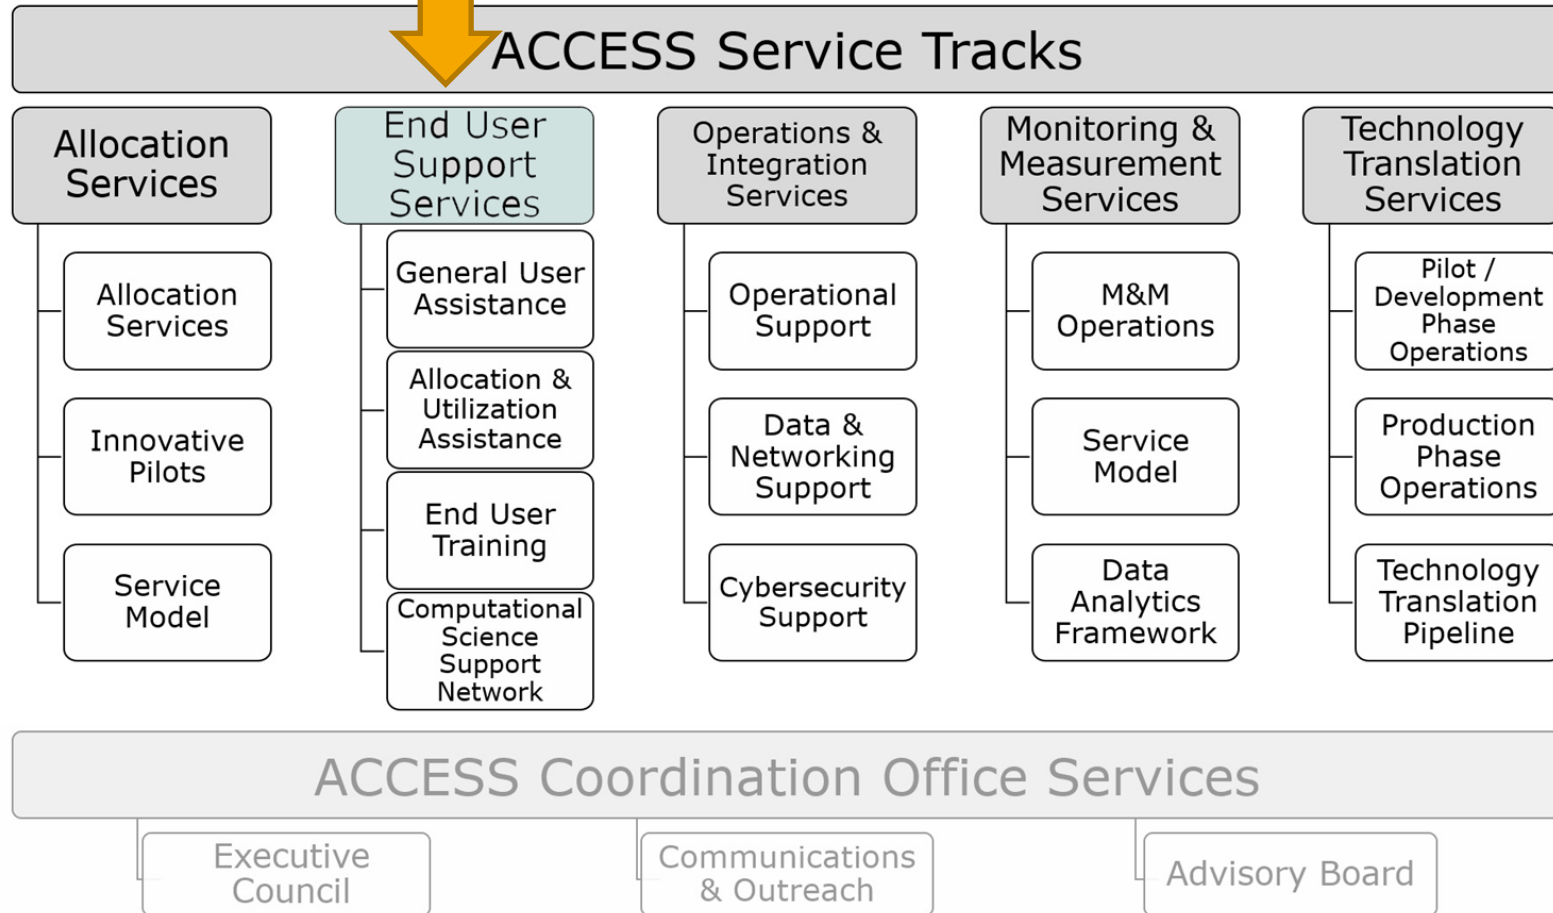 ACCESS Service Tracks
Allocation
Services
Allocation
Services
Innovative
Pilots
Service
Model
End User
Support
Services
General User
Assistance
Allocation &
Utilization
Assistance
End User
Training
Computational
Science
Support
Network
Operations &
Integration
Services
Operational
Support
Data &
Networking
Support
Cybersecurity
Support
Monitoring &
Measurement
Services
M&M
Operations
Service
Model
Data
Analytics
Framework
Technology
Translation
Services
Pilot /
Development
Phase
Operations
Production
Phase
Operations
Technology
Translation
Pipeline
ACCESS Coordination Office Services
Executive
Council
Communications
& Outreach
Advisory Board